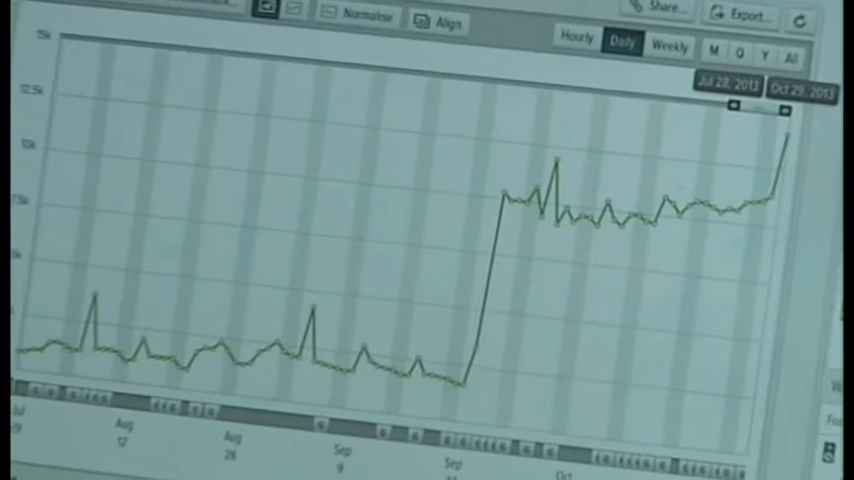 Share...
Export...
Normalise
Align
Hourly Daily Weekly M Q Y All
Jul 28, 2013 Oct 29, 2013
15k
12.5k
10k
7.5k
Jul
Aug
12
Aug
26
Sep
9
Sep
Oct